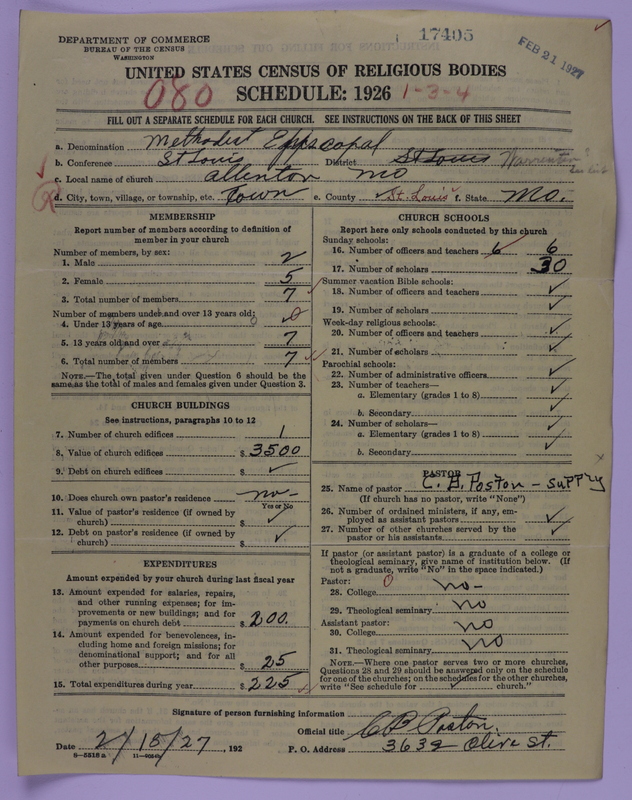 DEPARTMENT OF COMMERCE
BUREAU OF THE CENSUS
WASHINGTON
17405
FEB 21 1927
UNITED STATES CENSUS OF RELIGIOUS BODIES
080 SCHEDULE: 1926 1-3-4
FILL OUT A SEPARATE SCHEDULE FOR EACH CHURCH. SEE INSTRUCTIONS ON THE BACK OF THIS SHEET
a. Denomination Methodist Episcopal
b. Conference St Louis District St Louis Warrenton
c. Local name of church Allenton Mo
d. City, town, village, or township, etc. Town e. County St. Louis f. State Mo.
MEMBERSHIP
Report number of members according to definition of
member in your church
Number of members, by sex:
1. Male 2
2. Female 5
3. Total number of members 7
Number of members under and over 13 years old:
4. Under 13 years of age 0
5. 13 years old and over 7
6. Total number of members 7
NOTE.—The total given under Question 6 should be the
same as the total of males and females given under Question 3.
CHURCH BUILDINGS
See instructions, paragraphs 10 to 12
7. Number of church edifices 1
8. Value of church edifices $ 3500
9. Debt on church edifices $ ✓
10. Does church own pastor's residence no-
Yes or No
11. Value of pastor's residence (if owned by
church) $ ✓
12. Debt on pastor's residence (if owned by
church) $ ✓
EXPENDITURES
Amount expended by your church during last fiscal year
13. Amount expended for salaries, repairs,
and other running expenses; for im-
provements or new buildings; and for
payments on church debt $ 200.
14. Amount expended for benevolences, in-
cluding home and foreign missions; for
denominational support; and for all
other purposes $ 25
15. Total expenditures during year $ 225
CHURCH SCHOOLS
Report here only schools conducted by this church
Sunday schools:
16. Number of officers and teachers 6 6
17. Number of scholars 30
Summer vacation Bible schools:
18. Number of officers and teachers ✓
19. Number of scholars ✓
Week-day religious schools:
20. Number of officers and teachers ✓
21. Number of scholars ✓
Parochial schools:
22. Number of administrative officers ✓
23. Number of teachers—
a. Elementary (grades 1 to 8) ✓
b. Secondary ✓
24. Number of scholars—
a. Elementary (grades 1 to 8) ✓
b. Secondary ✓
PASTOR
25. Name of pastor C. B. Poston - Supply
(If church has no pastor, write "None")
26. Number of ordained ministers, if any, em-
ployed as assistant pastors ✓
27. Number of other churches served by the
pastor or his assistants ✓
If pastor (or assistant pastor) is a graduate of a college or
theological seminary, give name of institution below. (If
not a graduate, write "No" in the space indicated.)
Pastor: 0
28. College no-
29. Theological seminary no
Assistant pastor:
30. College no
31. Theological seminary no
NOTE.—Where one pastor serves two or more churches,
Questions 28 and 29 should be answered only on the schedule
for one of the churches; on the schedules for the other churches,
write "See schedule for ✓ church."
Signature of person furnishing information
Official title C B Poston.
Date 2/15/27, 192 P. O. Address 3632 Olive St.